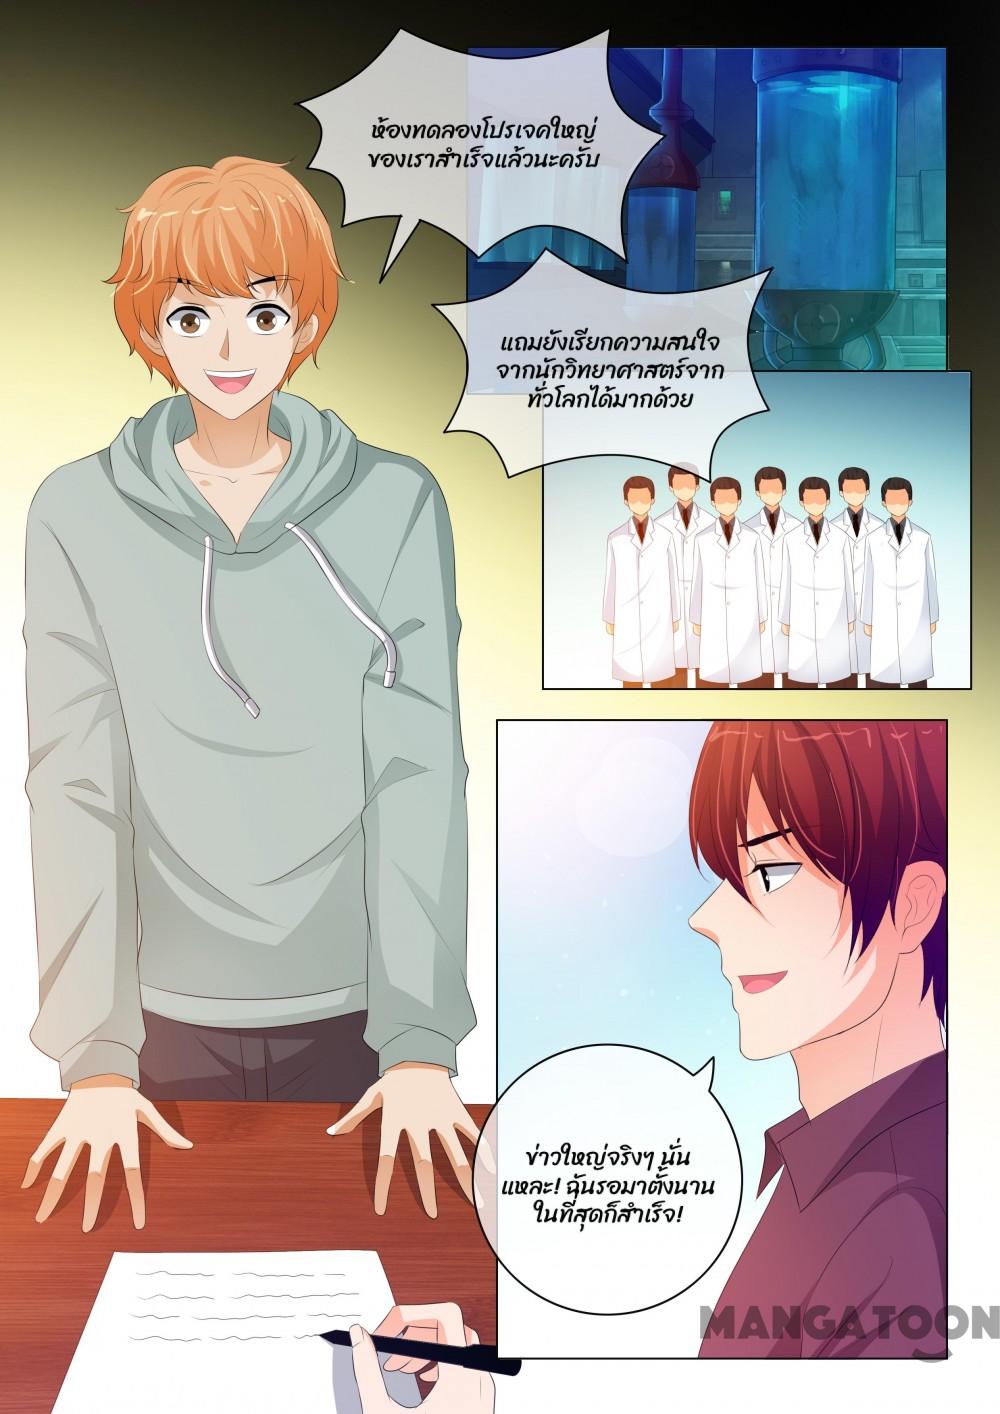 ห้องทดลองโปรเจคใหญ่
ของเราสำเร็จแล้วนะครับ
แถมยังเรียกความสนใจ
จากนักวิทยาศาสตร์จาก
ทั่วโลกได้มากด้วย
ข่าวใหญ่จริงๆ นั่น
แหละ! ฉันรอมาตั้งนาน
ในที่สุดก็สำเร็จ!
MANGATOON